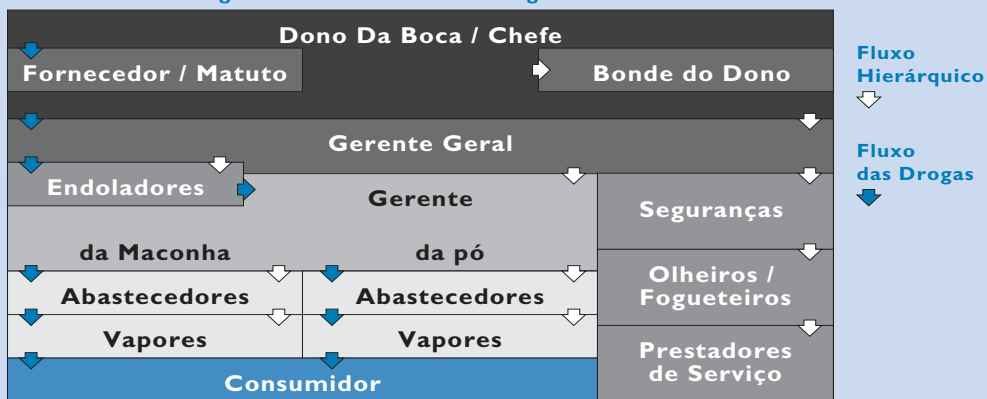 Dono Da Boca / Chefe
Fornecedor / Matuto
Bonde do Dono
Gerente Geral
Endoladores
Gerente
da Maconha
da pó
Abastecedores
Abastecedores
Vapores
Vapores
Consumidor
Seguranças
Olheiros /
Fogueteiros
Prestadores
de Serviço
Fluxo
Hierárquico
Fluxo
das Drogas